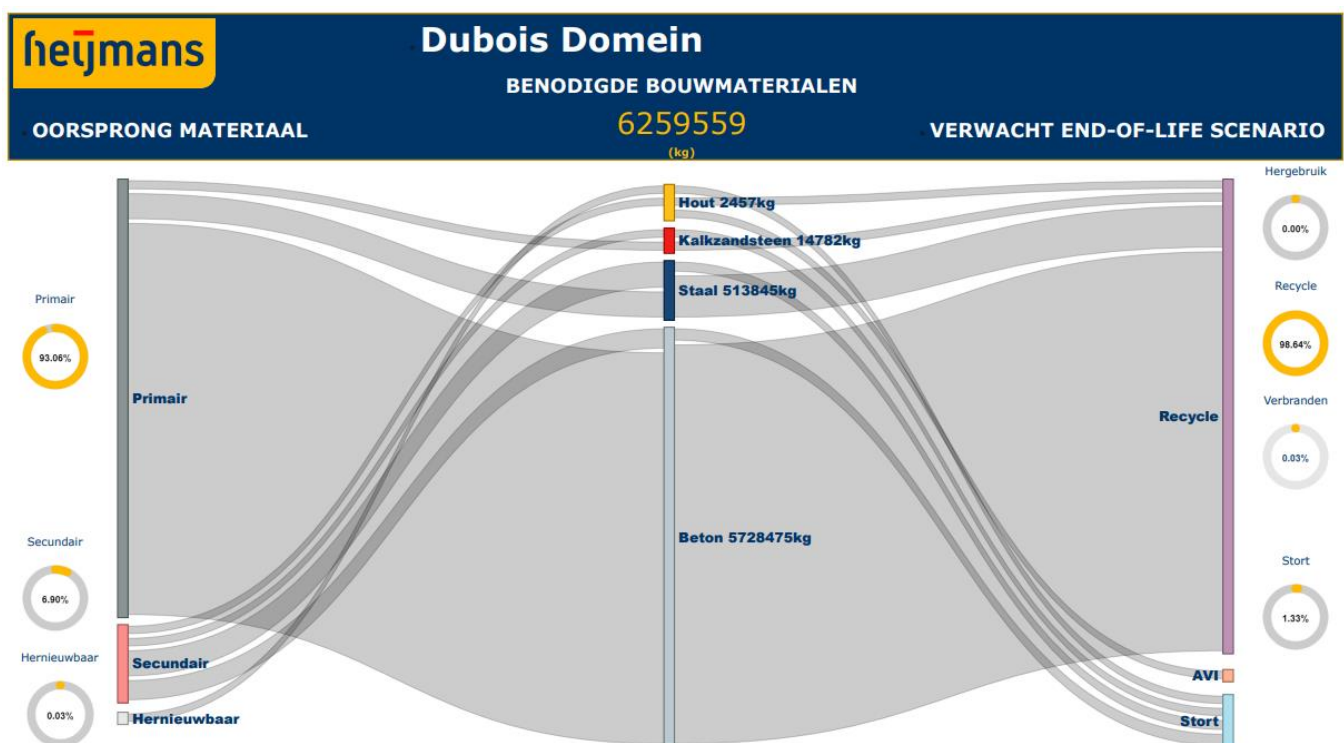 heijmans
Dubois Domein
BENODIGDE BOUWMATERIALEN
6259559
(kg)
OORSPRONG MATERIAAL
VERWACHT END-OF-LIFE SCENARIO
Primair
93.06%
Secundair
6.90%
Hernieuwbaar
0.03%
Primair
Secundair
Hernieuwbaar
Hout 2457kg
Kalkzandsteen 14782kg
Staal 513845kg
Beton 5728475kg
Recycle
AVI
Stort
Hergebruik
0.00%
Recycle
98.64%
Verbranden
0.03%
Stort
1.33%